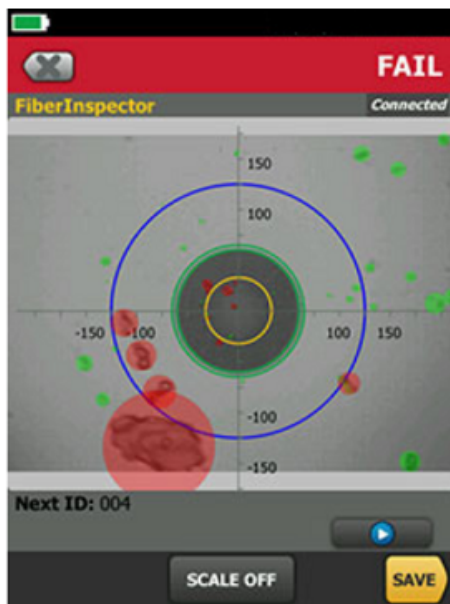 FAIL
FiberInspector Connected
150
100
-150 -100 100 150
-100
-150
Next ID: 004
SCALE OFF SAVE